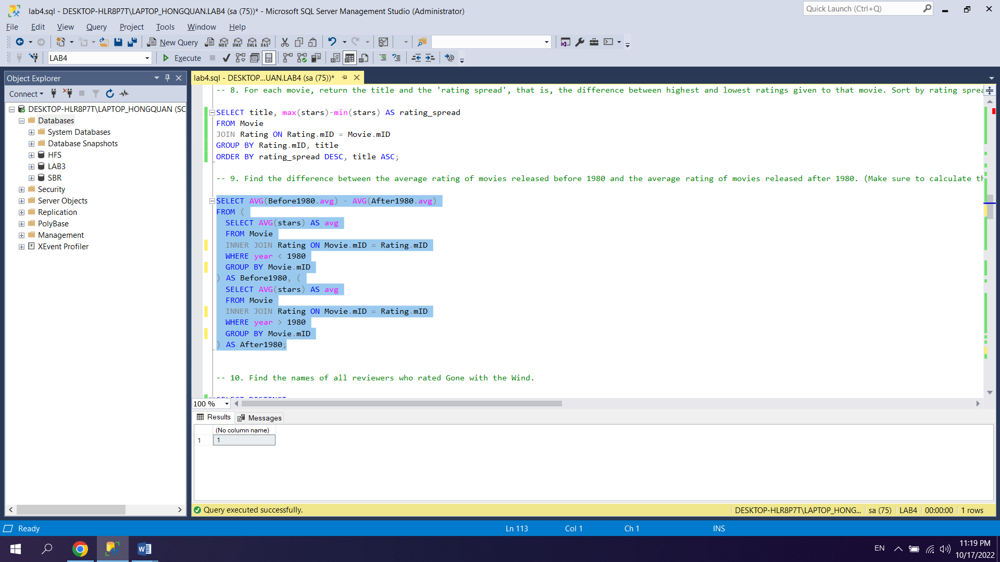 lab4.sql - DESKTOP-HLR8P7T\LAPTOP_HONGQUAN.LAB4 (sa (75))* - Microsoft SQL Server Management Studio (Administrator)
Quick Launch (Ctrl+Q)
File Edit View Query Project Tools Window Help
New Query MDX DMX XMLA DAX
LAB4 Execute
Object Explorer
lab4.sql - DESKTOP...UAN.LAB4 (sa (75))*
Connect
DESKTOP-HLR8P7T\LAPTOP_HONGQUAN (SC
Databases
System Databases
Database Snapshots
HFS
LAB3
SBR
Security
Server Objects
Replication
PolyBase
Management
XEvent Profiler
-- 8. For each movie, return the title and the 'rating spread', that is, the difference between highest and lowest ratings given to that movie. Sort by rating sprea
SELECT title, max(stars)-min(stars) AS rating_spread
FROM Movie
JOIN Rating ON Rating.mID = Movie.mID
GROUP BY Rating.mID, title
ORDER BY rating_spread DESC, title ASC;
-- 9. Find the difference between the average rating of movies released before 1980 and the average rating of movies released after 1980. (Make sure to calculate th
SELECT AVG(Before1980.avg) - AVG(After1980.avg)
FROM (
SELECT AVG(stars) AS avg
FROM Movie
INNER JOIN Rating ON Movie.mID = Rating.mID
WHERE year < 1980
GROUP BY Movie.mID
) AS Before1980, (
SELECT AVG(stars) AS avg
FROM Movie
INNER JOIN Rating ON Movie.mID = Rating.mID
WHERE year > 1980
GROUP BY Movie.mID
) AS After1980;
-- 10. Find the names of all reviewers who rated Gone with the Wind.
SELECT DISTINCT
100 %
Results Messages
(No column name)
1 1
Query executed successfully.
DESKTOP-HLR8P7T\LAPTOP_HONG... sa (75) LAB4 00:00:00 1 rows
Ready Ln 113 Col 1 Ch 1 INS
EN
11:19 PM
10/17/2022